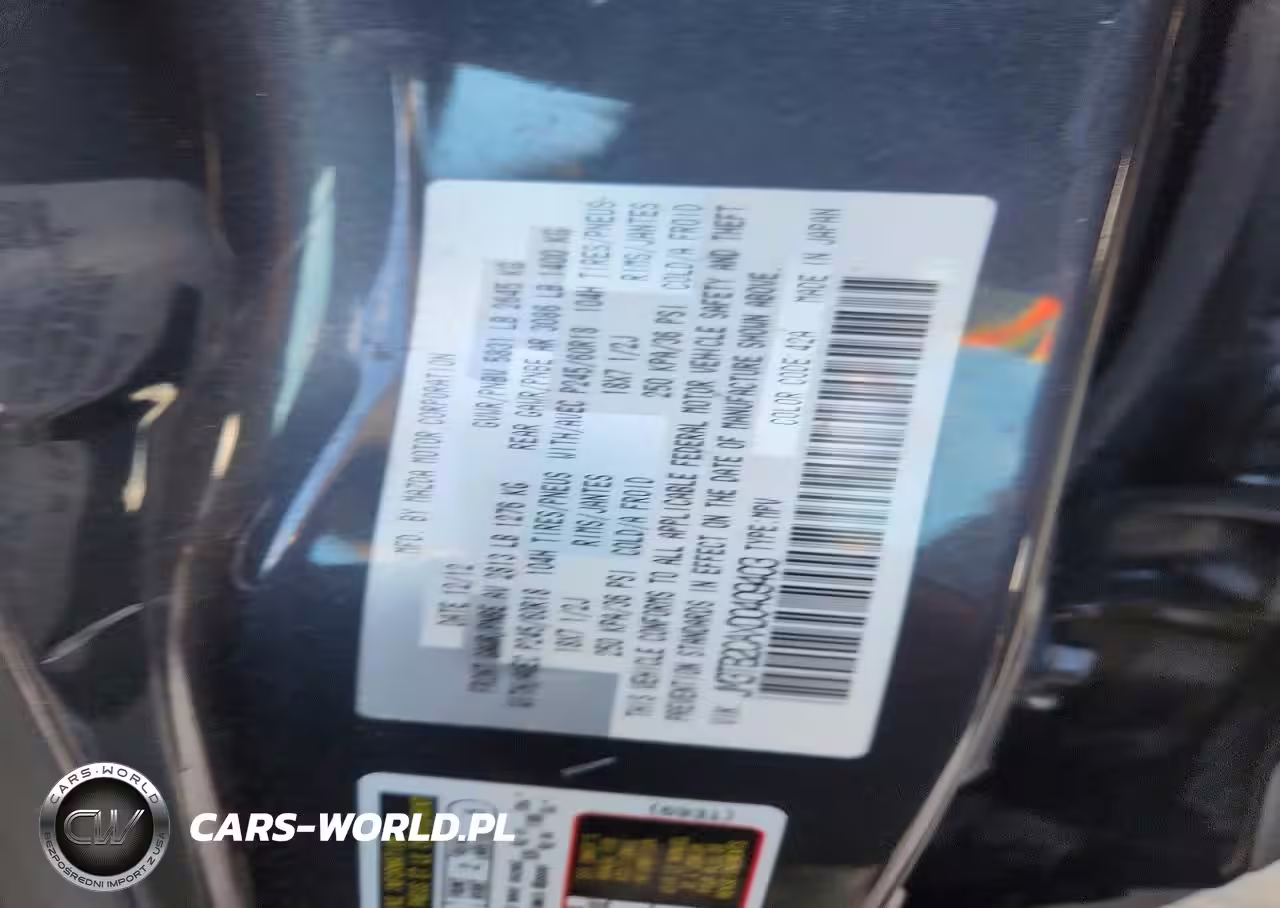 MFD. BY MAZDA MOTOR CORPORATION
DATE 12/12 GVWR/PNBV 5831 LB 2645 KG
FRONT GAWR/PNBE AV 2813 LB 1276 KG REAR GAWR/PNBE AR 3086 LB 1400 KG
WITH/AVEC P245/60R18 104H TIRES/PNEUS WITH/AVEC P245/60R18 104H TIRES/PNEUS
18X7 1/2J RIMS/JANTES 18X7 1/2J RIMS/JANTES
250 KPA/36 PSI COLD/A FROID 250 KPA/36 PSI COLD/A FROID
THIS VEHICLE CONFORMS TO ALL APPLICABLE FEDERAL MOTOR VEHICLE SAFETY AND THEFT
PREVENTION STANDARDS IN EFFECT ON THE DATE OF MANUFACTURE SHOWN ABOVE.
COLOR CODE 42A MADE IN JAPAN
TYPE:MPV
CARS-WORLD
CW
BEZPOŚREDNI IMPORT Z USA
CARS-WORLD.PL